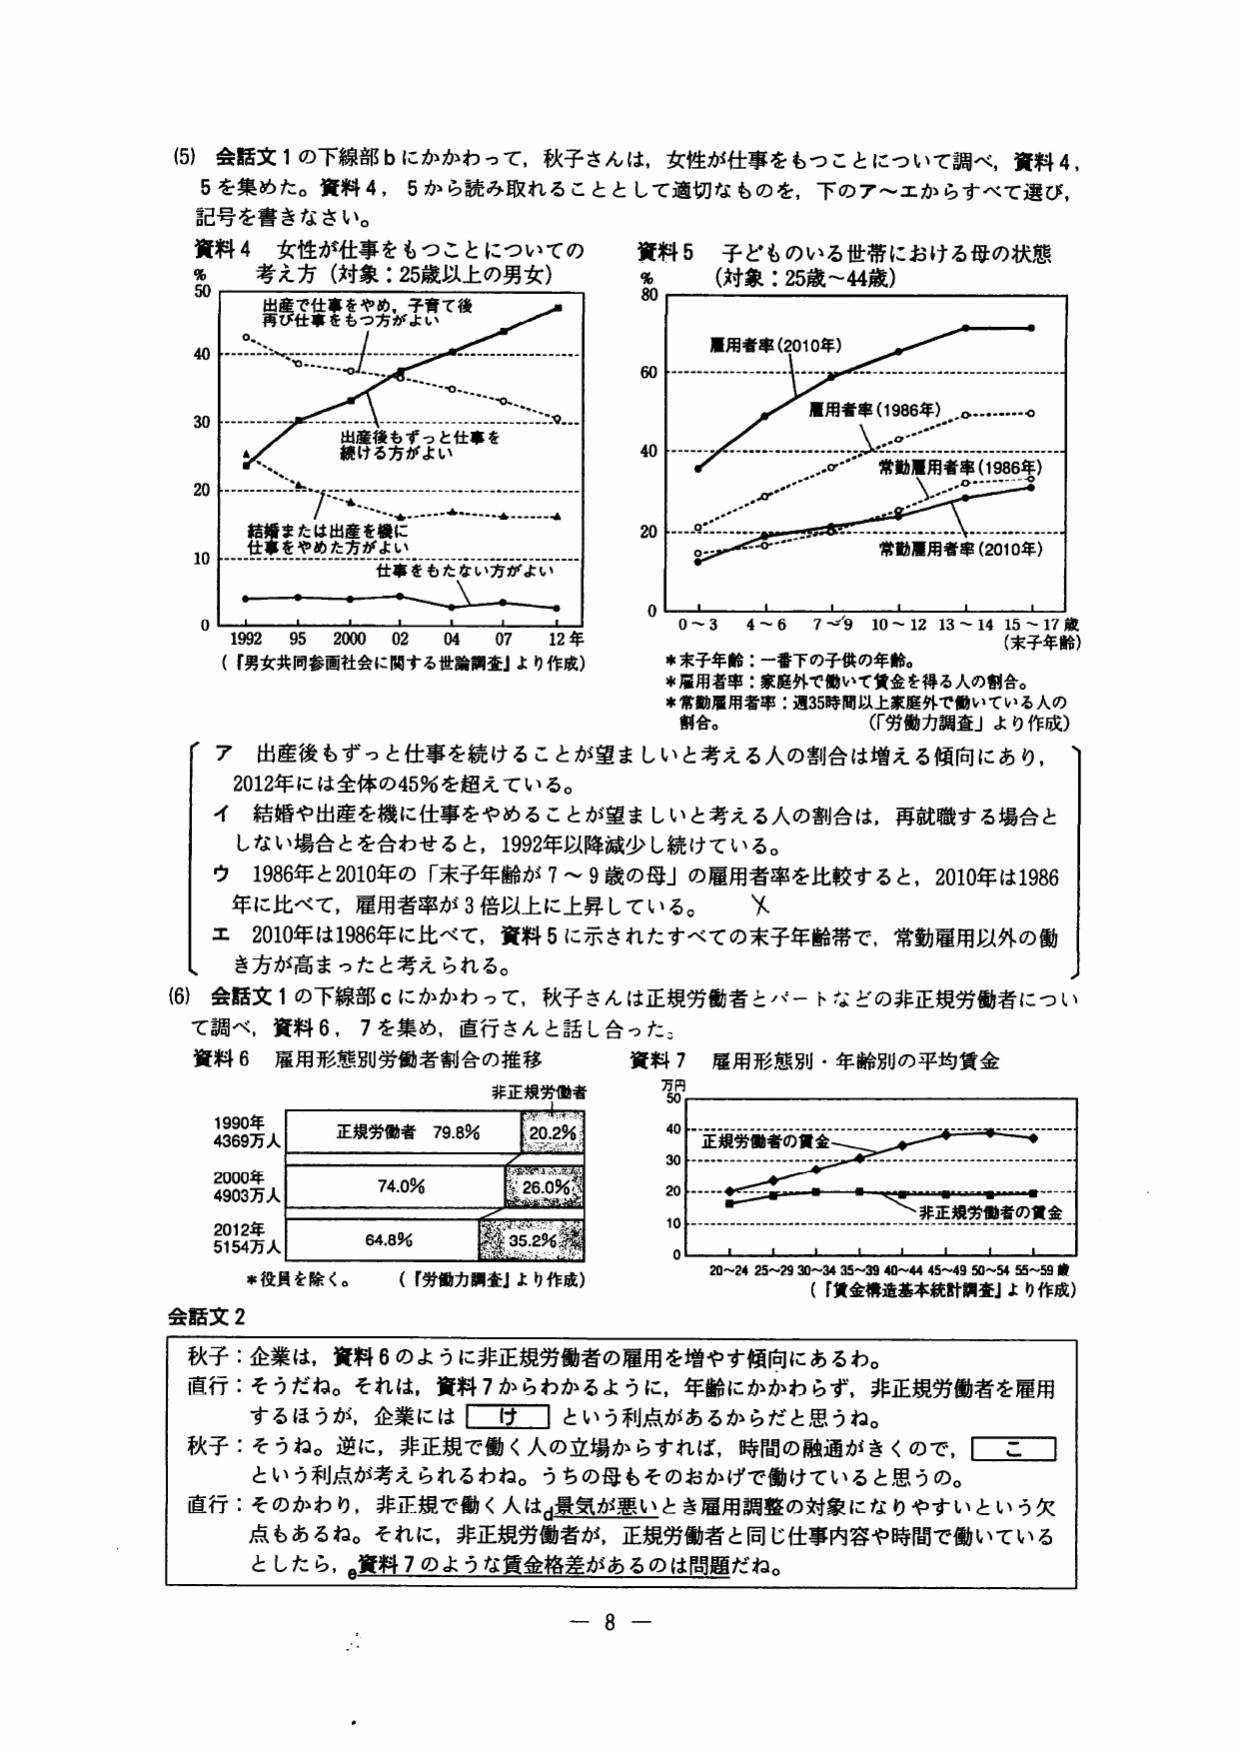 (5) 会話文1の下線部bにかかわって，秋子さんは，女性が仕事をもつことについて調べ，資料4，
5を集めた。資料4，5から読み取れることとして適切なものを，下のア～エからすべて選び，
記号を書きなさい。
資料4 女性が仕事をもつことについての
考え方（対象：25歳以上の男女）
%
50
40
30
20
10
0
出産で仕事をやめ，子育て後
再び仕事をもつ方がよい
出産後もずっと仕事を
続ける方がよい
結婚または出産を機に
仕事をやめた方がよい
仕事をもたない方がよい
1992 95 2000 02 04 07 12年
（『男女共同参画社会に関する世論調査』より作成）
資料5 子どものいる世帯における母の状態
（対象：25歳～44歳）
%
80
60
40
20
0
雇用者率(2010年)
雇用者率(1986年)
常勤雇用者率(1986年)
常勤雇用者率(2010年)
0～3 4～6 7～9 10～12 13～14 15～17歳
（末子年齢）
＊末子年齢：一番下の子供の年齢。
＊雇用者率：家庭外で働いて賃金を得る人の割合。
＊常勤雇用者率：週35時間以上家庭外で働いている人の
割合。 （「労働力調査」より作成）
ア 出産後もずっと仕事を続けることが望ましいと考える人の割合は増える傾向にあり，
2012年には全体の45%を超えている。
イ 結婚や出産を機に仕事をやめることが望ましいと考える人の割合は，再就職する場合と
しない場合とを合わせると，1992年以降減少し続けている。
ウ 1986年と2010年の「末子年齢が7～9歳の母」の雇用者率を比較すると，2010年は1986
年に比べて，雇用者率が3倍以上に上昇している。
エ 2010年は1986年に比べて，資料5に示されたすべての末子年齢帯で，常勤雇用以外の働
き方が高まったと考えられる。
(6) 会話文1の下線部cにかかわって，秋子さんは正規労働者とパートなどの非正規労働者につい
て調べ，資料6，7を集め，直行さんと話し合った。
資料6 雇用形態別労働者割合の推移
非正規労働者
1990年
4369万人
正規労働者 79.8% 20.2%
2000年
4903万人
74.0% 26.0%
2012年
5154万人
64.8% 35.2%
＊役員を除く。 （『労働力調査』より作成）
資料7 雇用形態別・年齢別の平均賃金
万円
50
40
30
20
10
0
正規労働者の賃金
非正規労働者の賃金
20～24 25～29 30～34 35～39 40～44 45～49 50～54 55～59歳
（『賃金構造基本統計調査』より作成）
会話文2
秋子：企業は，資料6のように非正規労働者の雇用を増やす傾向にあるわ。
直行：そうだね。それは，資料7からわかるように，年齢にかかわらず，非正規労働者を雇用
するほうが，企業には け という利点があるからだと思うね。
秋子：そうね。逆に，非正規で働く人の立場からすれば，時間の融通がきくので， こ
という利点が考えられるわね。うちの母もそのおかげで働けていると思うの。
直行：そのかわり，非正規で働く人はd景気が悪いとき雇用調整の対象になりやすいという欠
点もあるね。それに，非正規労働者が，正規労働者と同じ仕事内容や時間で働いている
としたら，e資料7のような賃金格差があるのは問題だね。
― 8 ―